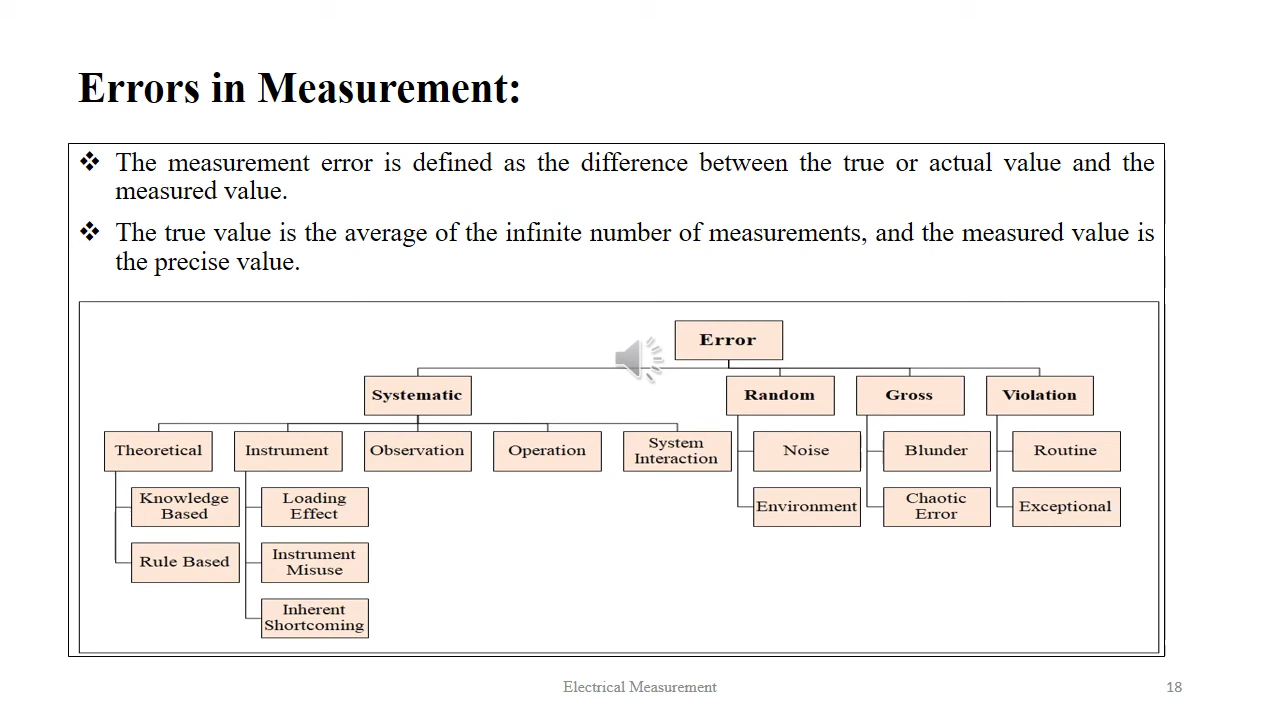 Errors in Measurement:
❖ The measurement error is defined as the difference between the true or actual value and the
measured value.
❖ The true value is the average of the infinite number of measurements, and the measured value is
the precise value.
Error
Systematic
Random
Gross
Violation
Theoretical
Instrument
Observation
Operation
System
Interaction
Noise
Blunder
Routine
Knowledge
Based
Loading
Effect
Environment
Chaotic
Error
Exceptional
Rule Based
Instrument
Misuse
Inherent
Shortcoming
Electrical Measurement
18